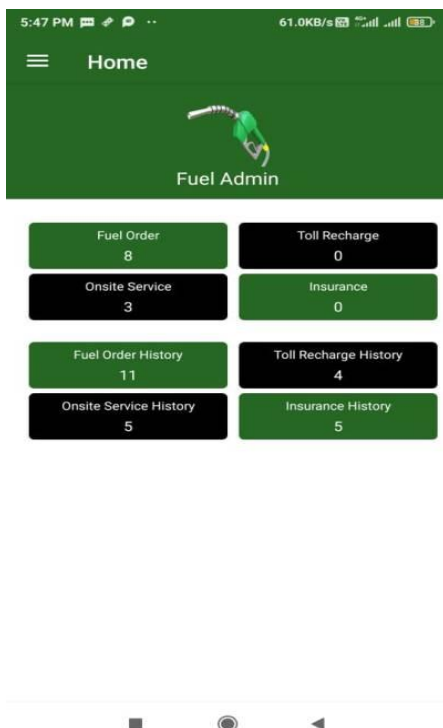 5:47 PM 61.0KB/s 4G+
Home
Fuel Admin
Fuel Order
8
Toll Recharge
0
Onsite Service
3
Insurance
0
Fuel Order History
11
Toll Recharge History
4
Onsite Service History
5
Insurance History
5